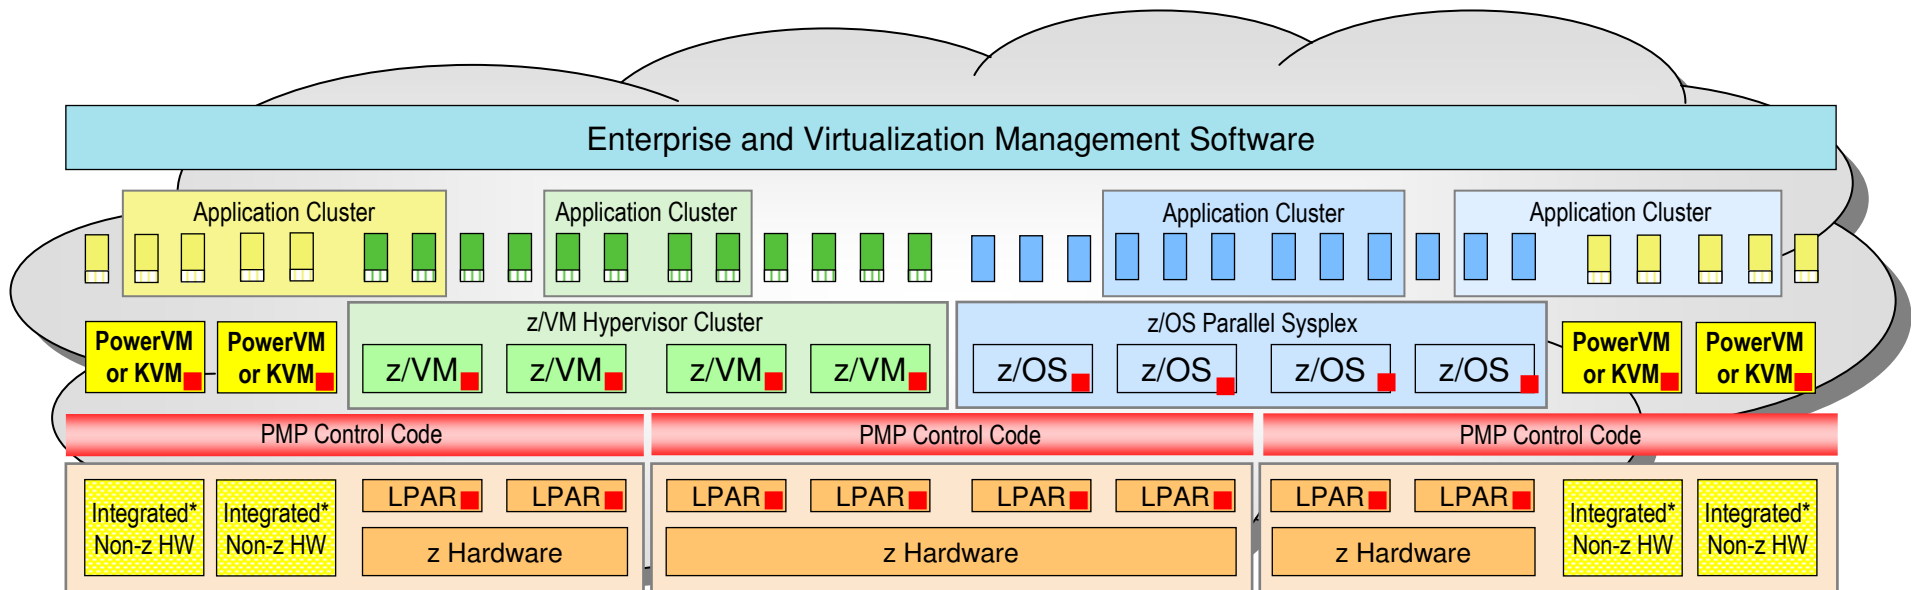 Enterprise and Virtualization Management Software
Application Cluster
Application Cluster
Application Cluster
Application Cluster
PowerVM
or KVM
PowerVM
or KVM
z/VM Hypervisor Cluster
z/VM
z/VM
z/VM
z/VM
z/OS Parallel Sysplex
z/OS
z/OS
z/OS
z/OS
PowerVM
or KVM
PowerVM
or KVM
PMP Control Code
PMP Control Code
PMP Control Code
Integrated*
Non-z HW
Integrated*
Non-z HW
LPAR
LPAR
z Hardware
LPAR
LPAR
LPAR
LPAR
z Hardware
LPAR
LPAR
z Hardware
Integrated*
Non-z HW
Integrated*
Non-z HW